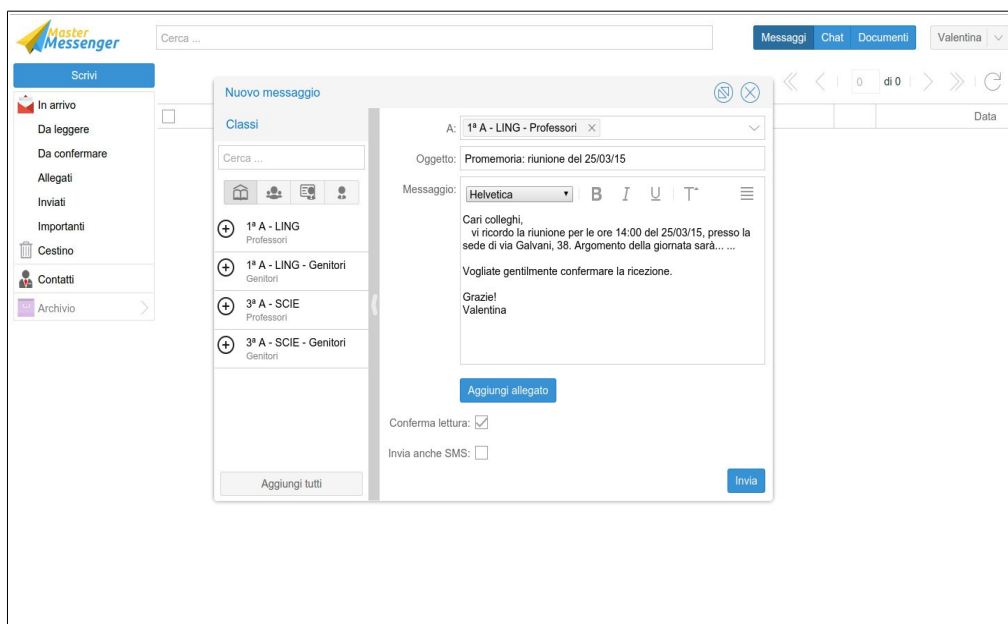 Master
Messenger
Cerca ...
Messaggi Chat Documenti
Valentina
Scrivi
In arrivo
Da leggere
Da confermare
Allegati
Inviati
Importanti
Cestino
Contatti
Archivio
0 di 0
Data
Nuovo messaggio
Classi
Cerca ...
1ª A - LING
Professori
1ª A - LING - Genitori
Genitori
3ª A - SCIE
Professori
3ª A - SCIE - Genitori
Genitori
Aggiungi tutti
A: 1ª A - LING - Professori
Oggetto: Promemoria: riunione del 25/03/15
Messaggio: Helvetica B I U T
Cari colleghi,
vi ricordo la riunione per le ore 14:00 del 25/03/15, presso la
sede di via Galvani, 38. Argomento della giornata sarà... ...
Vogliate gentilmente confermare la ricezione.
Grazie!
Valentina
Aggiungi allegato
Conferma lettura:
Invia anche SMS:
Invia